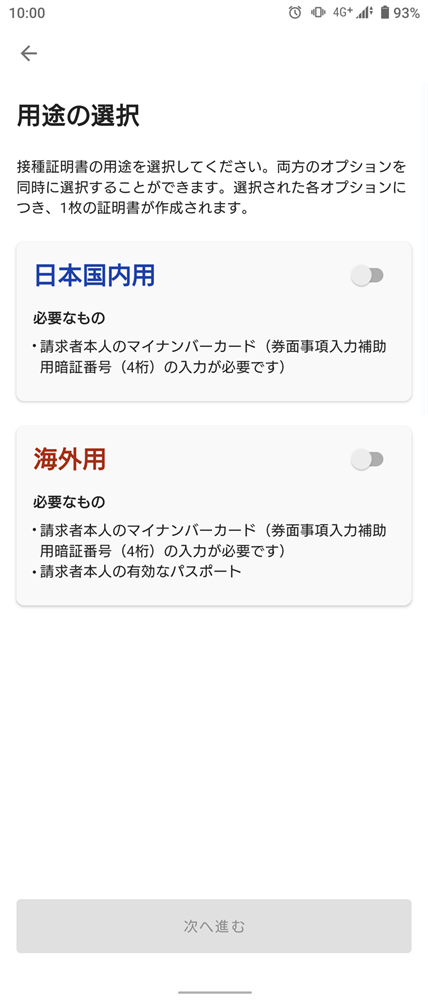 10:00 4G+ 93%
用途の選択
接種証明書の用途を選択してください。両方のオプションを
同時に選択することができます。選択された各オプションに
つき、1枚の証明書が作成されます。
日本国内用
必要なもの
・請求者本人のマイナンバーカード（券面事項入力補助
用暗証番号（4桁）の入力が必要です）
海外用
必要なもの
・請求者本人のマイナンバーカード（券面事項入力補助
用暗証番号（4桁）の入力が必要です）
・請求者本人の有効なパスポート
次へ進む